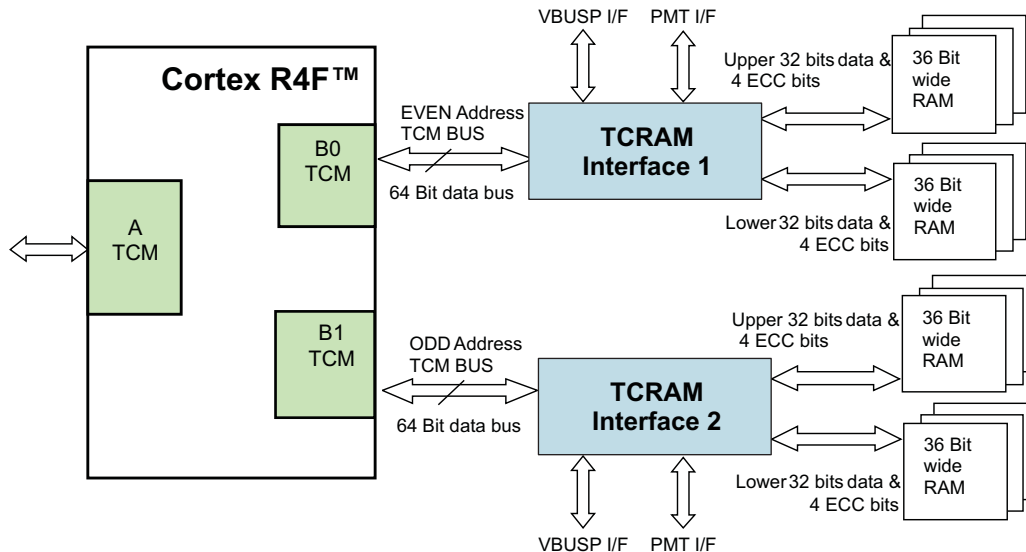 VBUSP I/F
PMT I/F
Cortex R4F™
Upper 32 bits data &
4 ECC bits
36 Bit
wide
RAM
EVEN Address
TCM BUS
B0
TCM
TCRAM
Interface 1
64 Bit data bus
36 Bit
wide
RAM
Lower 32 bits data &
4 ECC bits
A
TCM
B1
TCM
ODD Address
TCM BUS
Upper 32 bits data &
4 ECC bits
36 Bit
wide
RAM
TCRAM
Interface 2
64 Bit data bus
36 Bit
wide
RAM
Lower 32 bits data &
4 ECC bits
VBUSP I/F
PMT I/F